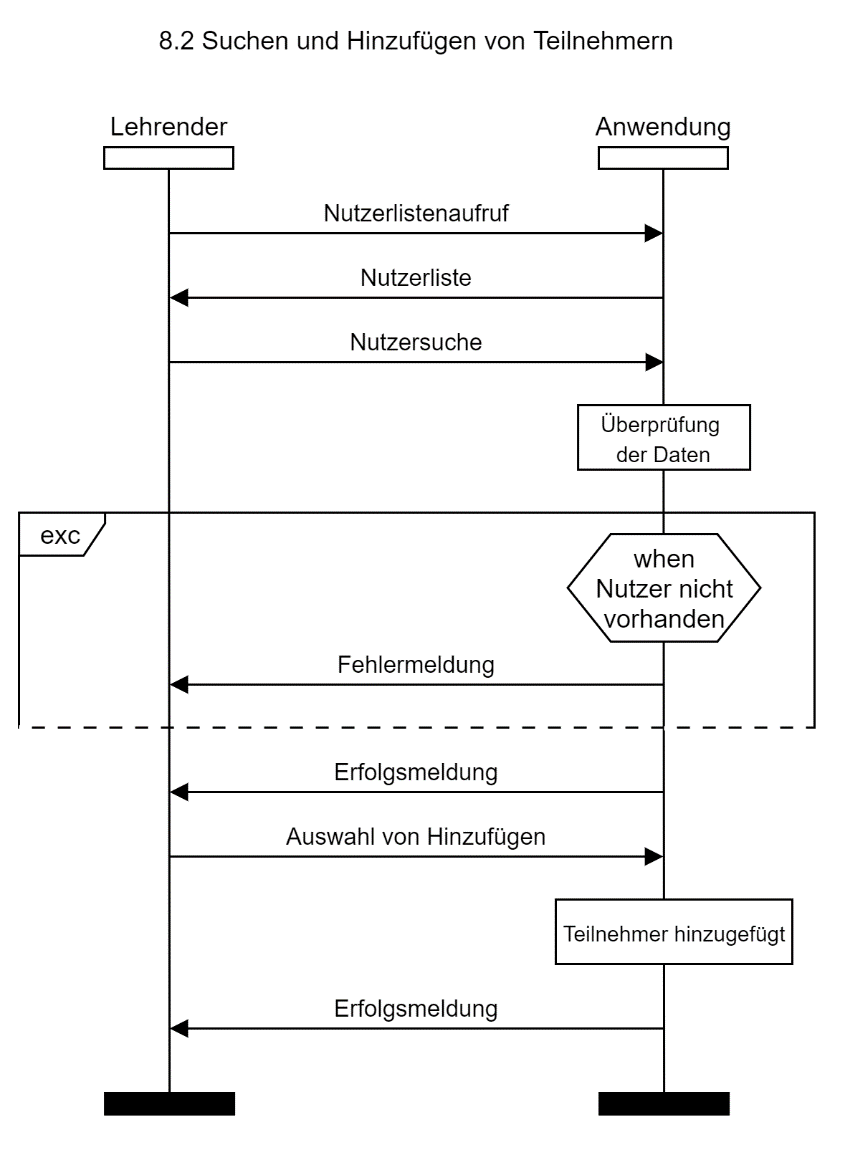 8.2 Suchen und Hinzufügen von Teilnehmern
Lehrender
Anwendung
Nutzerlistenaufruf
Nutzerliste
Nutzersuche
Überprüfung
der Daten
exc
when
Nutzer nicht
vorhanden
Fehlermeldung
Erfolgsmeldung
Auswahl von Hinzufügen
Teilnehmer hinzugefügt
Erfolgsmeldung